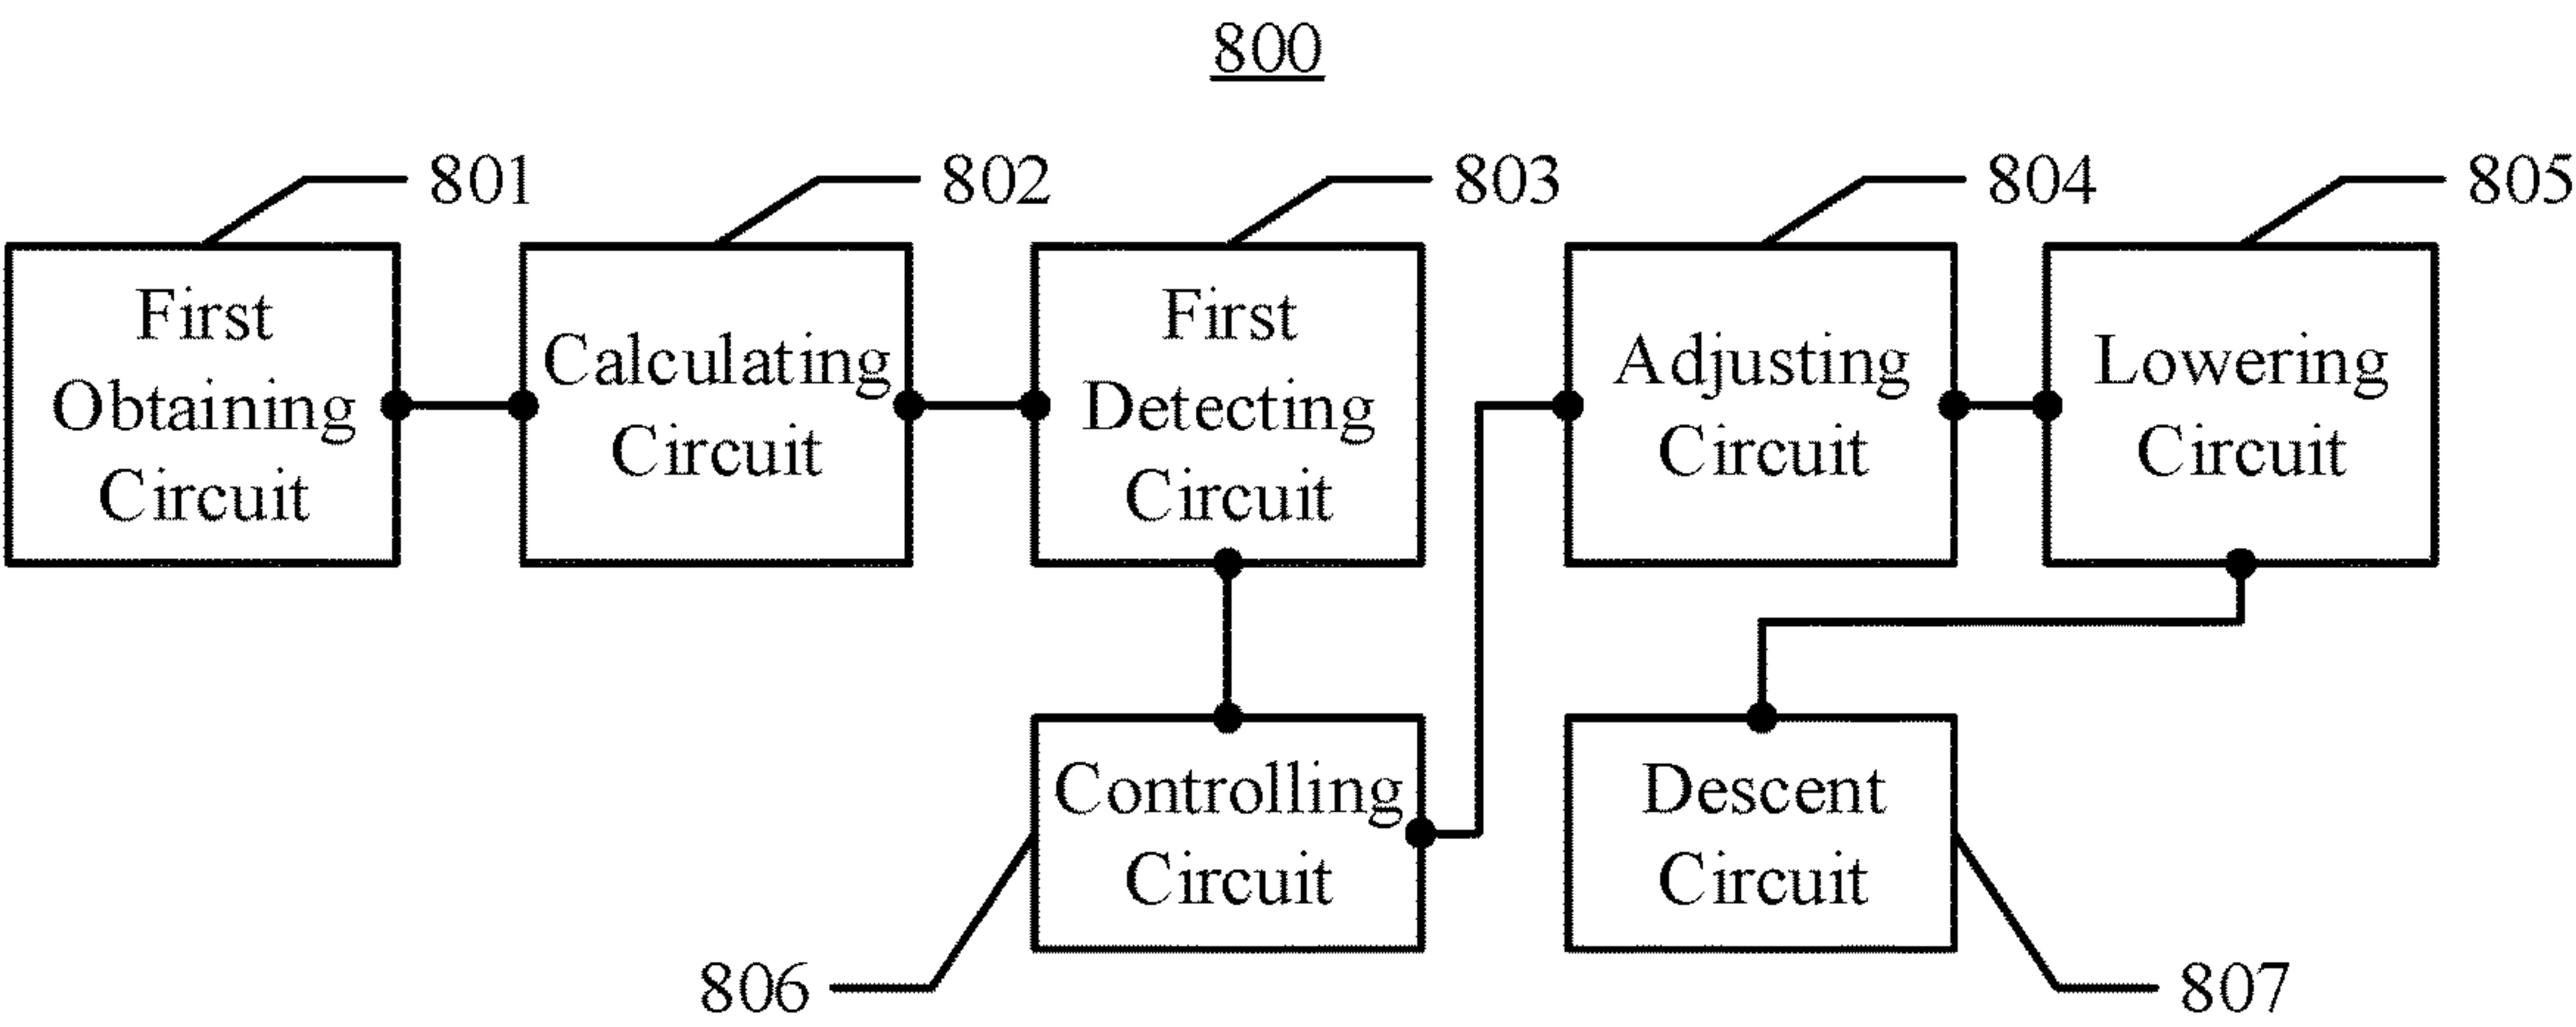 800
801
802
803
804
805
First
Obtaining
Circuit
Calculating
Circuit
First
Detecting
Circuit
Adjusting
Circuit
Lowering
Circuit
Controlling
Circuit
Descent
Circuit
806
807